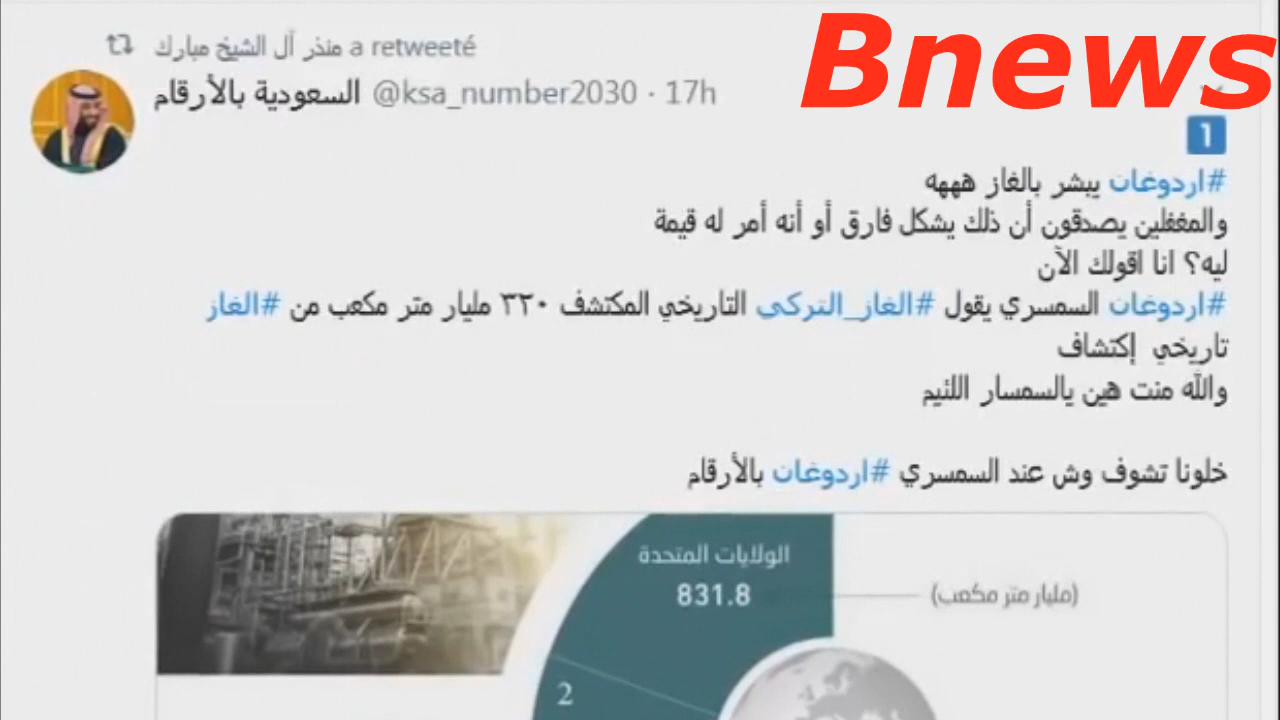 منذر آل الشيخ مبارك a retweeté
Bnews
السعودية بالأرقام @ksa_number2030 · 17h
1
#اردوغان يبشر بالغاز هههه
والمغفلين يصدقون أن ذلك يشكل فارق أو أنه أمر له قيمة
ليه؟ انا اقولك الآن
#اردوغان السمسري يقول #الغاز_التركي التاريخي المكتشف ٣٢٠ مليار متر مكعب من #الغاز
تاريخي إكتشاف
والله منت هين يالسمسار اللئيم
خلونا تشوف وش عند السمسري #اردوغان بالأرقام
الولايات المتحدة
831.8
(مليار متر مكعب)
2